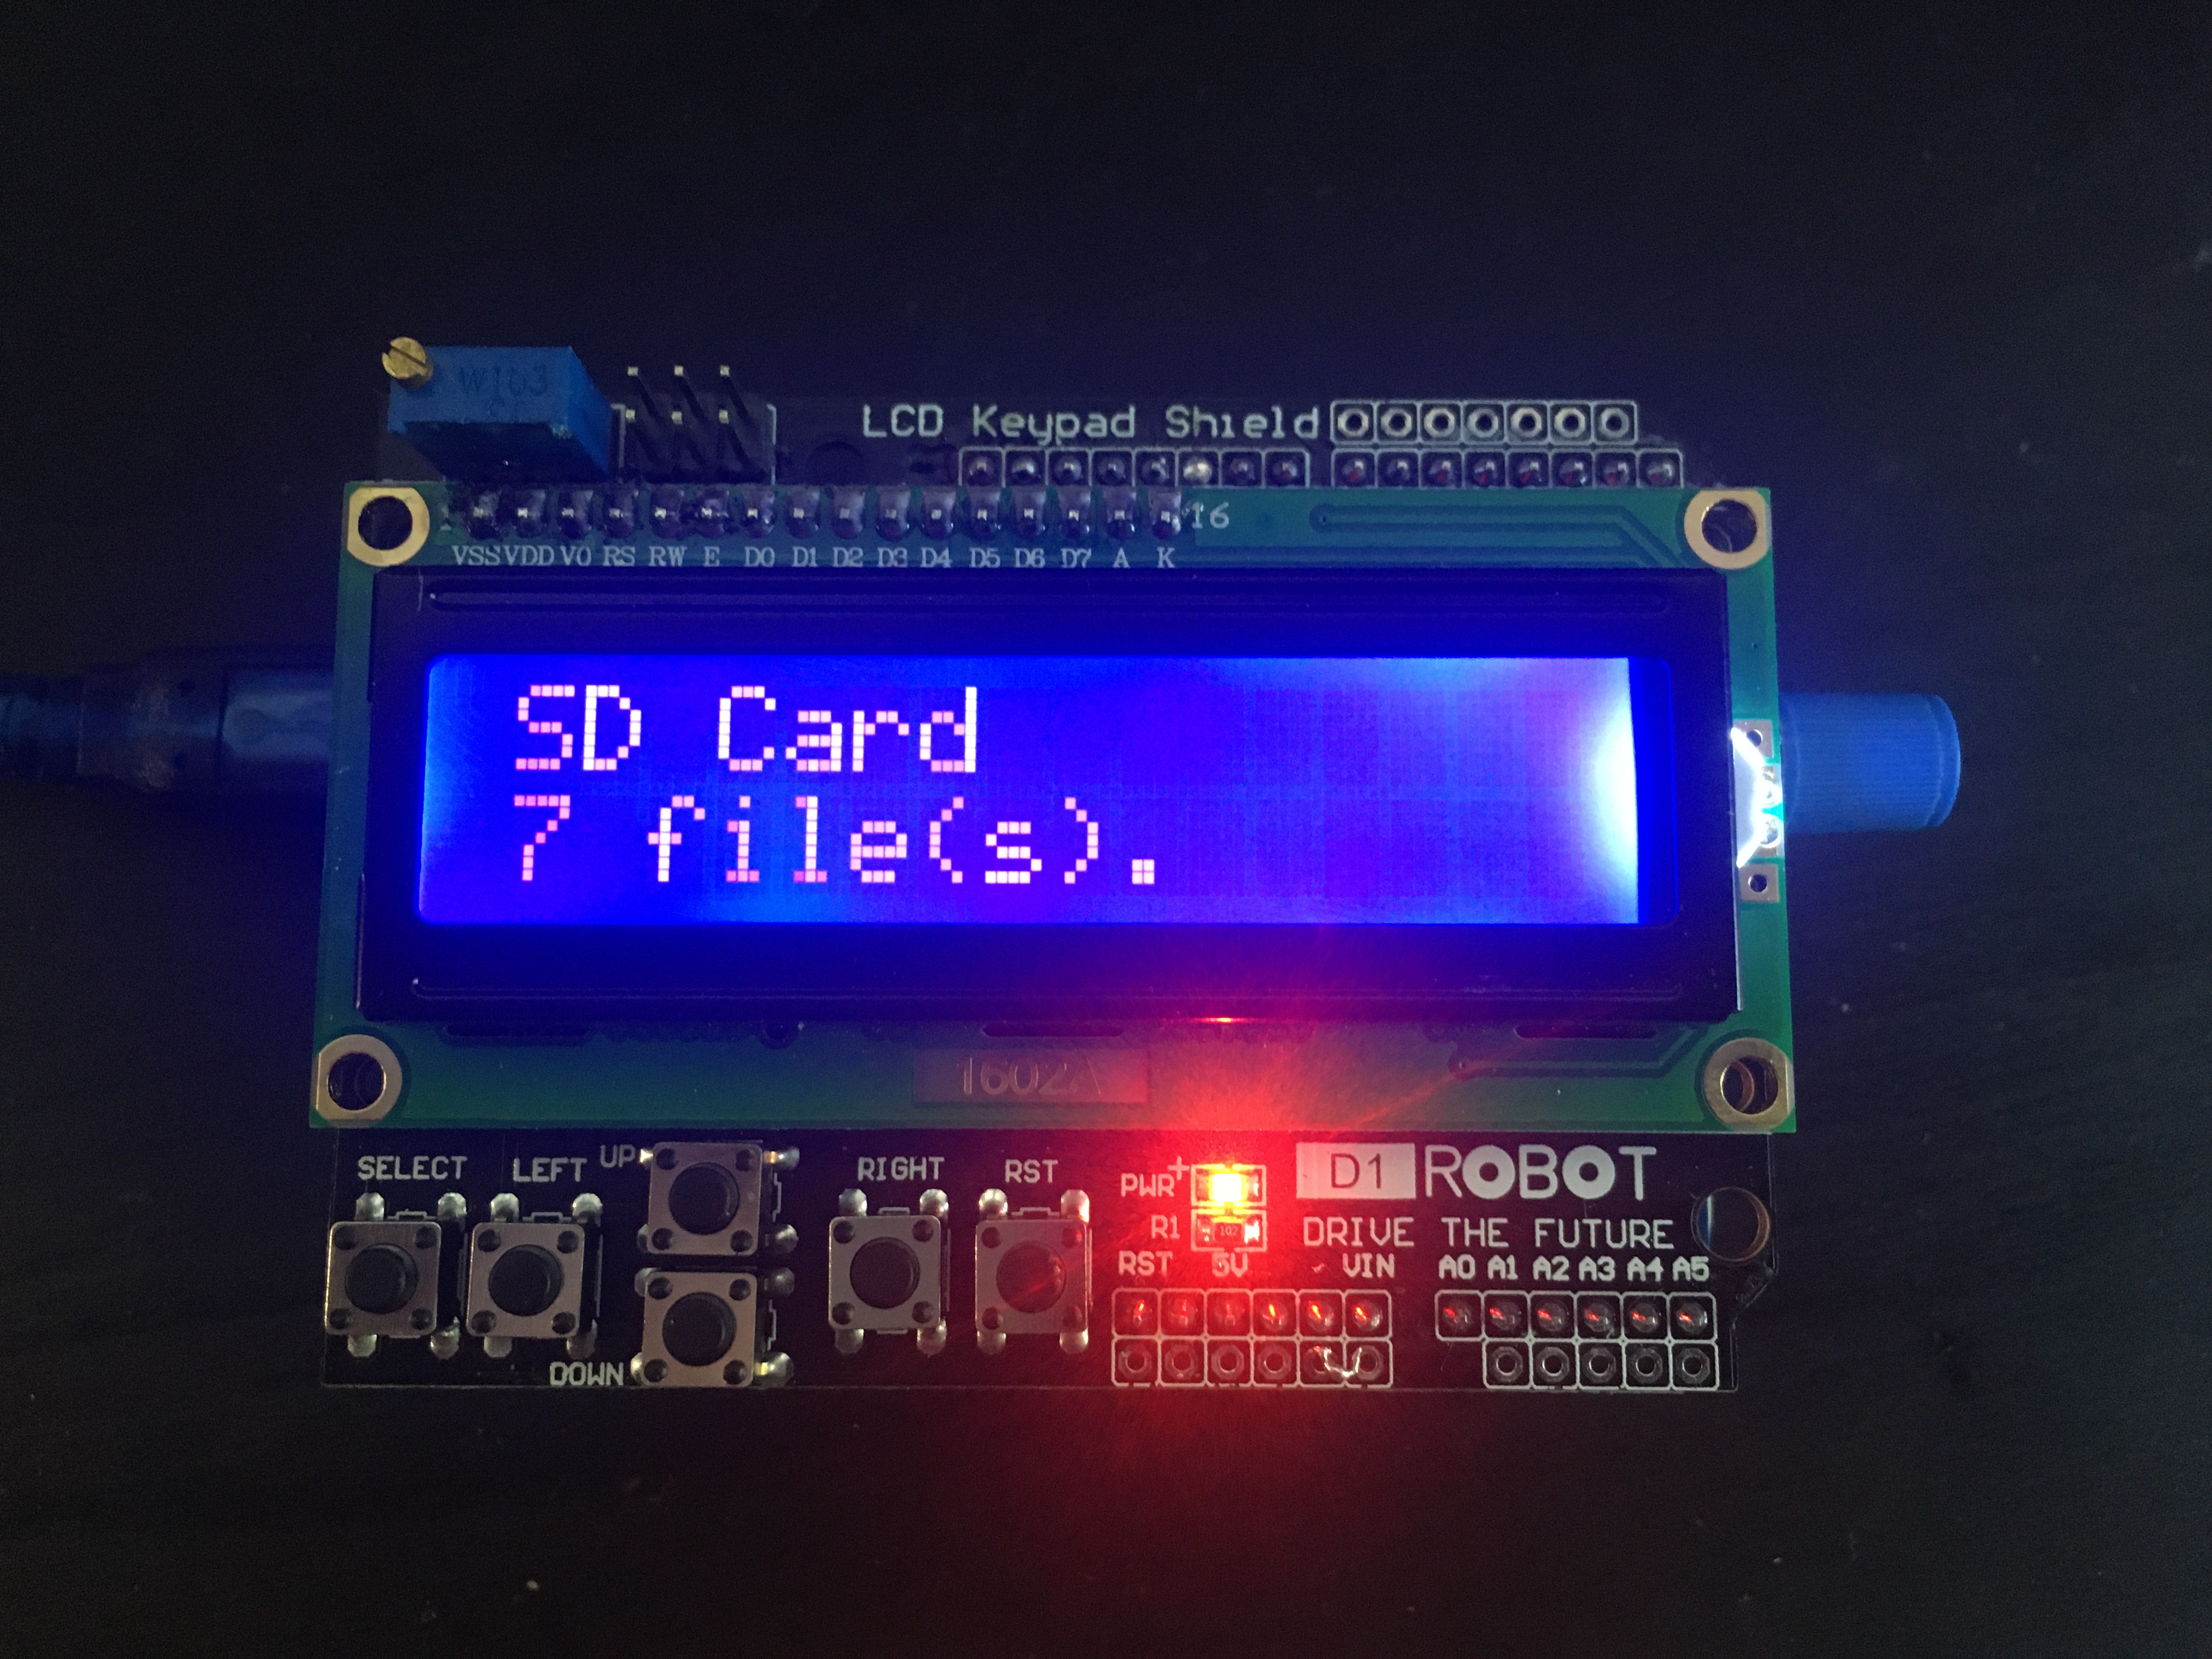 W103
LCD Keypad Shield
16
VSS VDD V0 RS RW E D0 D1 D2 D3 D4 D5 D6 D7 A K
SD Card
7 file(s).
1602A
SELECT
LEFT
UP
DOWN
RIGHT
RST
PWR+
R1
102
D1 ROBOT
DRIVE THE FUTURE
RST 5V VIN
A0 A1 A2 A3 A4 A5